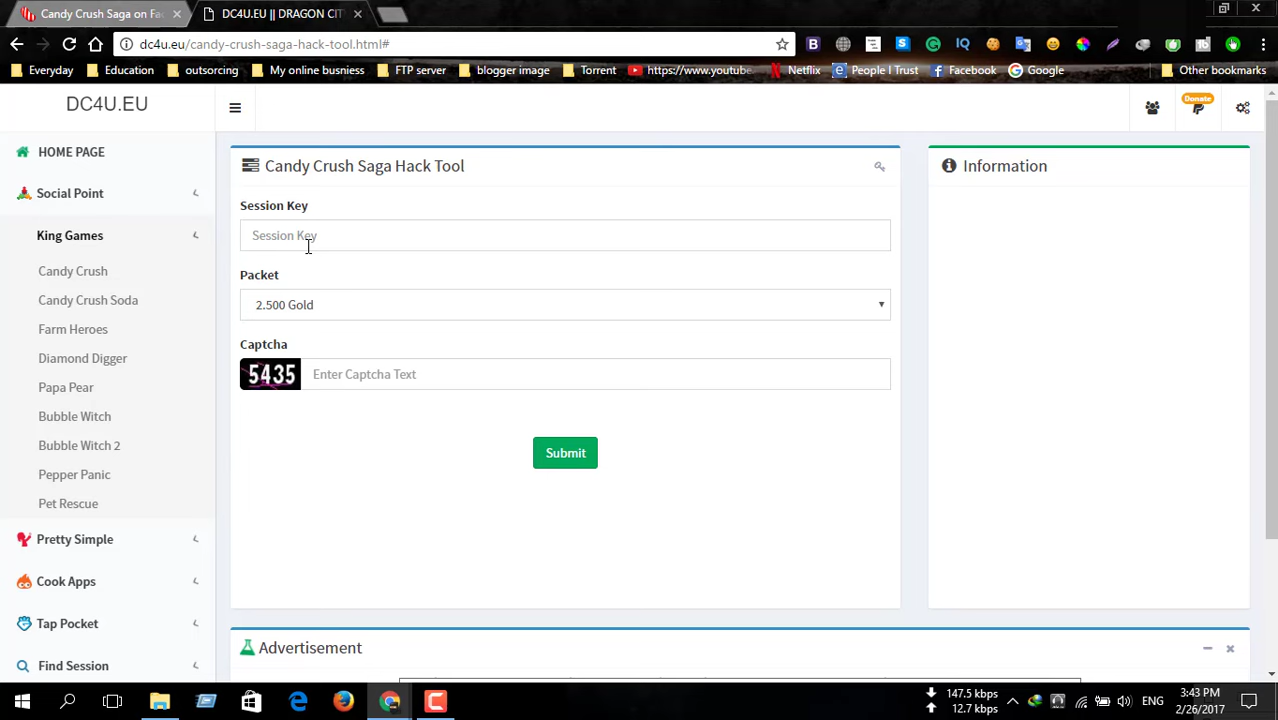 Candy Crush Saga on Fac
DC4U.EU || DRAGON CIT
dc4u.eu/candy-crush-saga-hack-tool.html#
Everyday
Education
outsorcing
My online busniess
FTP server
blogger image
Torrent
https://www.youtube.
Netflix
People I Trust
Facebook
Google
Other bookmarks
DC4U.EU
Donate
HOME PAGE
Social Point
King Games
Candy Crush
Candy Crush Soda
Farm Heroes
Diamond Digger
Papa Pear
Bubble Witch
Bubble Witch 2
Pepper Panic
Pet Rescue
Pretty Simple
Cook Apps
Tap Pocket
Find Session
Candy Crush Saga Hack Tool
Session Key
Session Key
Packet
2.500 Gold
Captcha
5435
Enter Captcha Text
Submit
Information
Advertisement
147.5 kbps
12.7 kbps
ENG
3:43 PM
2/26/2017